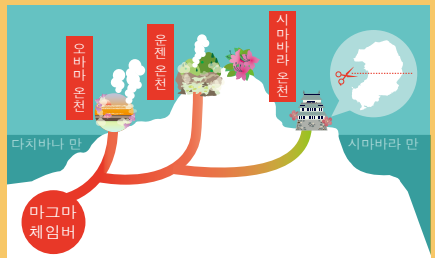 오바마 온천
운젠 온천
시마바라 온천
다치바나 만
시마바라 만
마그마
체임버